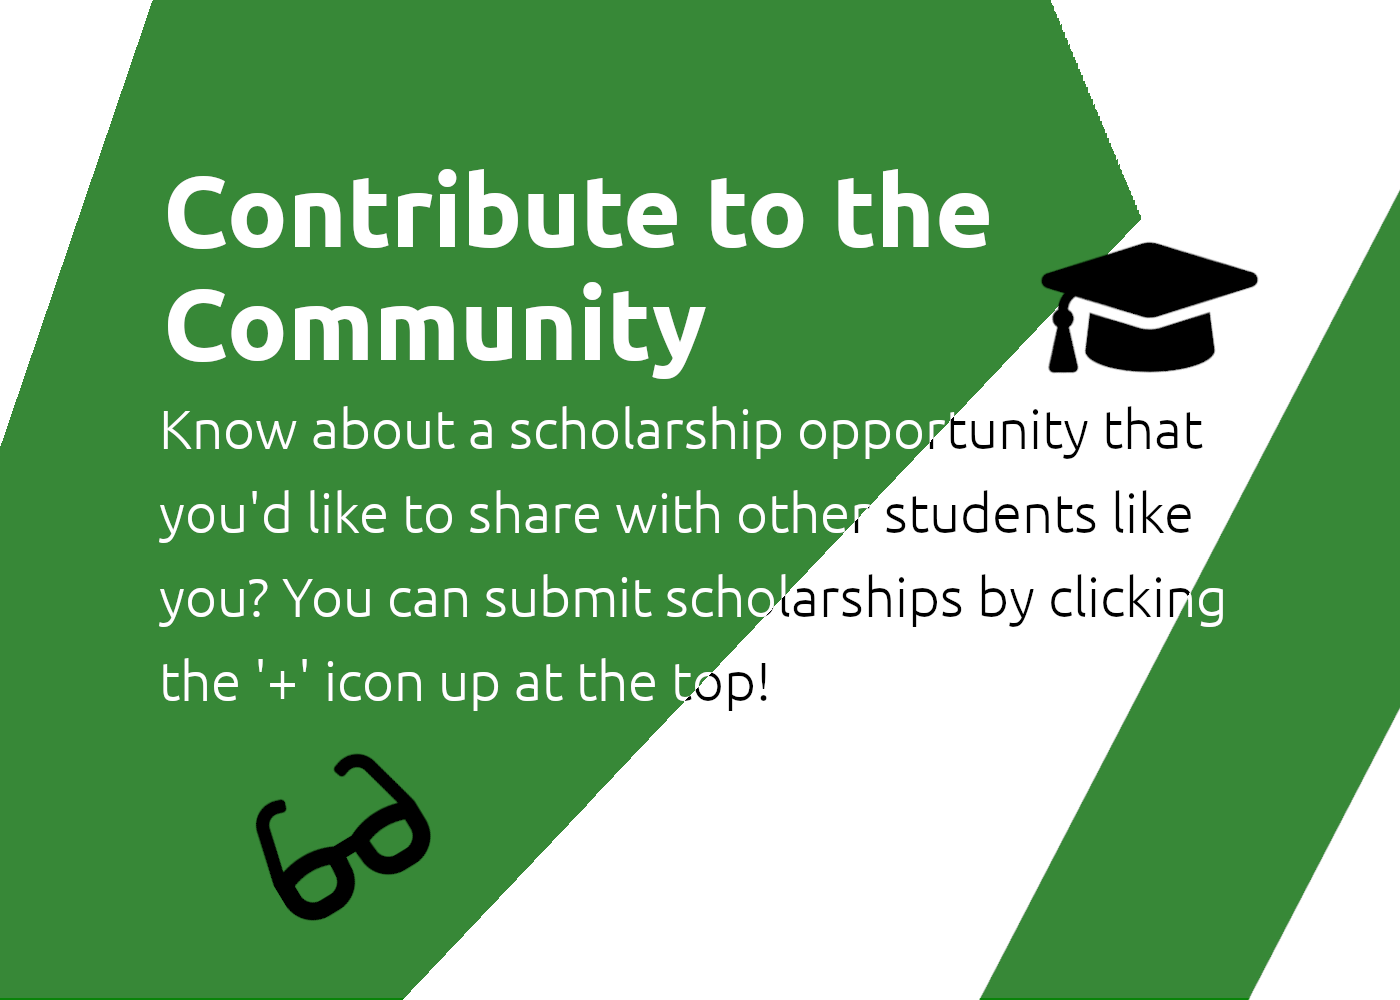 Contribute to the
Community
Know about a scholarship opportunity that
you'd like to share with other students like
you? You can submit scholarships by clicking
the '+' icon up at the top!